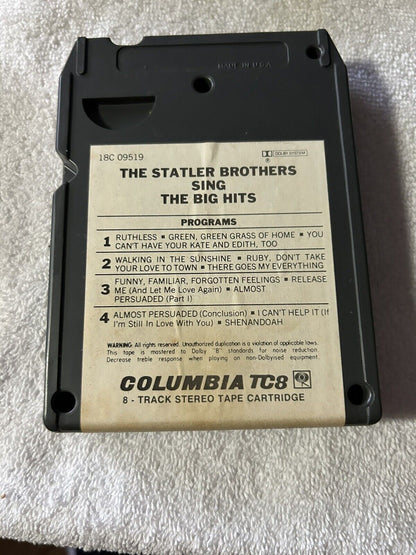 MADE IN U.S.A.
18C 09519
DOLBY SYSTEM
®
THE STATLER BROTHERS
SING
THE BIG HITS
PROGRAMS
1 RUTHLESS ▪ GREEN, GREEN GRASS OF HOME ▪ YOU
CAN'T HAVE YOUR KATE AND EDITH, TOO
2 WALKING IN THE SUNSHINE ▪ RUBY, DON'T TAKE
YOUR LOVE TO TOWN ▪ THERE GOES MY EVERYTHING
3 FUNNY, FAMILIAR, FORGOTTEN FEELINGS ▪ RELEASE
ME (And Let Me Love Again) ▪ ALMOST
PERSUADED (Part I)
4 ALMOST PERSUADED (Conclusion) ▪ I CAN'T HELP IT (If
I'm Still In Love With You) ▪ SHENANDOAH
WARNING: All rights reserved. Unauthorized duplication is a violation of applicable laws.
This tape is mastered to Dolby "B" standards for noise reduction.
Decrease treble response when playing on non-Dolbyised equipment.
COLUMBIA TC8
8 - TRACK STEREO TAPE CARTRIDGE